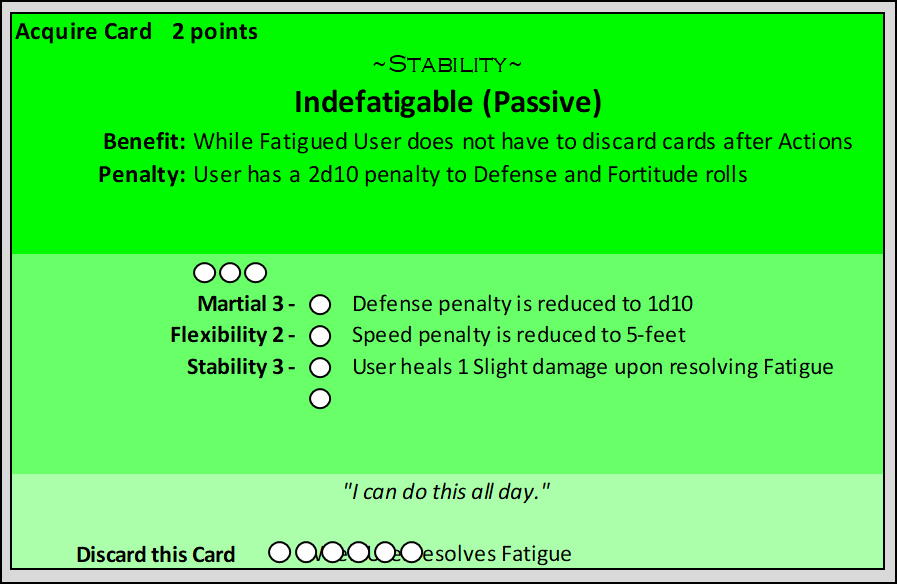 Acquire Card 2 points
~STABILITY~
Indefatigable (Passive)
Benefit: While Fatigued User does not have to discard cards after Actions
Penalty: User has a 2d10 penalty to Defense and Fortitude rolls
Martial 3 - Defense penalty is reduced to 1d10
Flexibility 2 - Speed penalty is reduced to 5-feet
Stability 3 - User heals 1 Slight damage upon resolving Fatigue
"I can do this all day."
Discard this Card resolves Fatigue